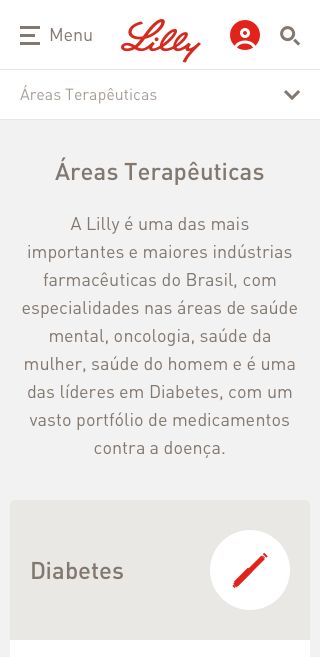 Menu
Lilly
Áreas Terapêuticas
Áreas Terapêuticas
A Lilly é uma das mais
importantes e maiores indústrias
farmacêuticas do Brasil, com
especialidades nas áreas de saúde
mental, oncologia, saúde da
mulher, saúde do homem e é uma
das líderes em Diabetes, com um
vasto portfólio de medicamentos
contra a doença.
Diabetes